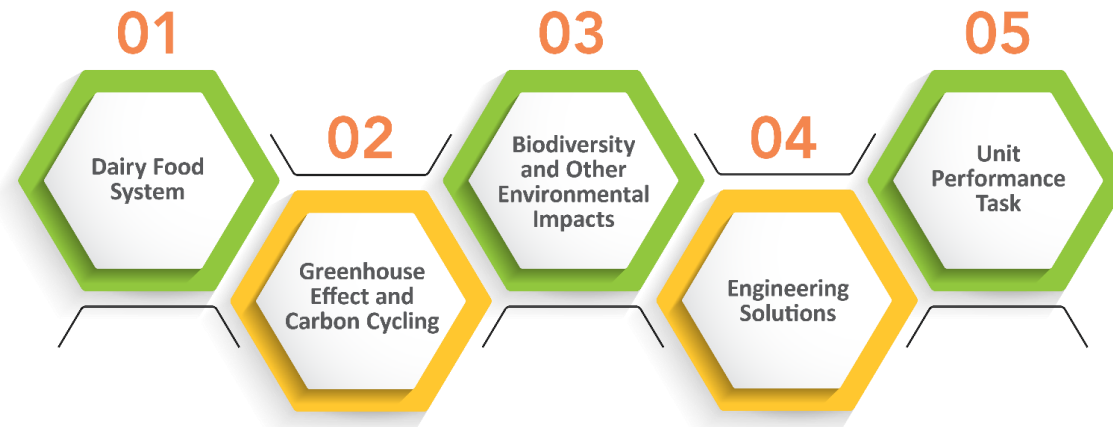 01
Dairy Food
System
02
Greenhouse
Effect and
Carbon Cycling
03
Biodiversity
and Other
Environmental
Impacts
04
Engineering
Solutions
05
Unit
Performance
Task